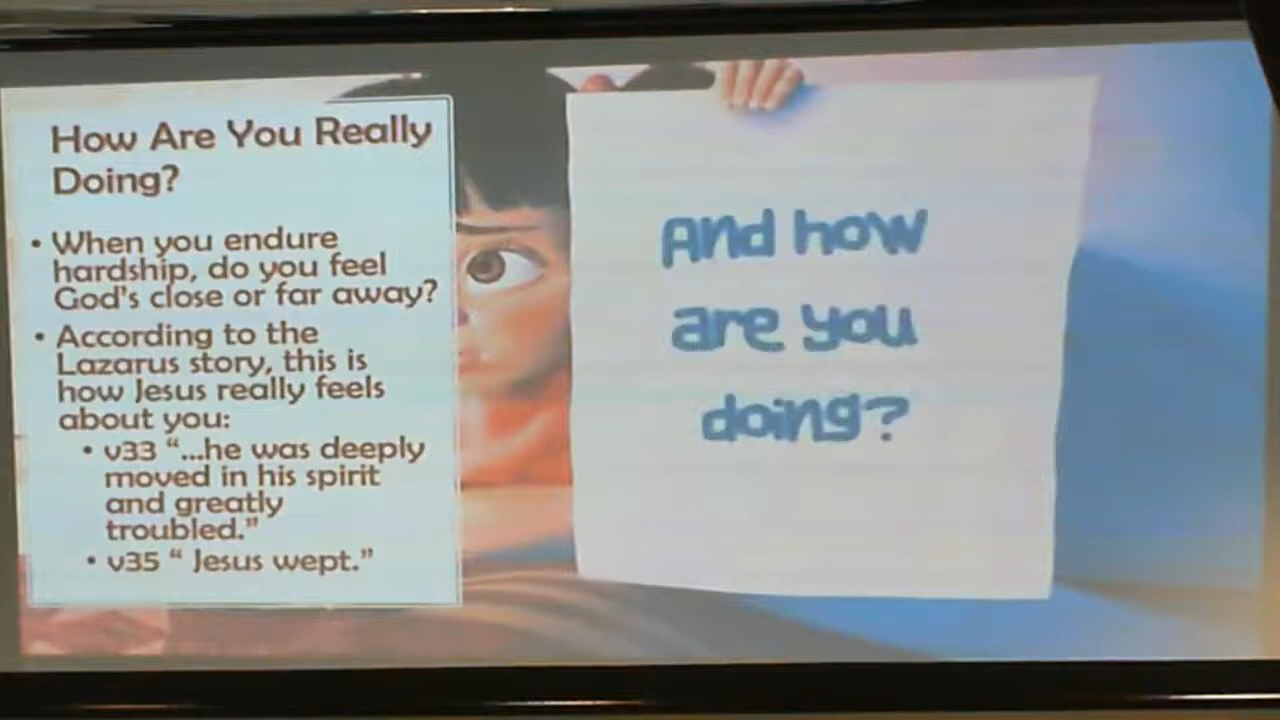 How Are You Really
Doing?
• When you endure
hardship, do you feel
God's close or far away?
• According to the
Lazarus story, this is
how Jesus really feels
about you:
• v33 “...he was deeply
moved in his spirit
and greatly
troubled.”
• v35 “ Jesus wept.”
And how
are you
doing?